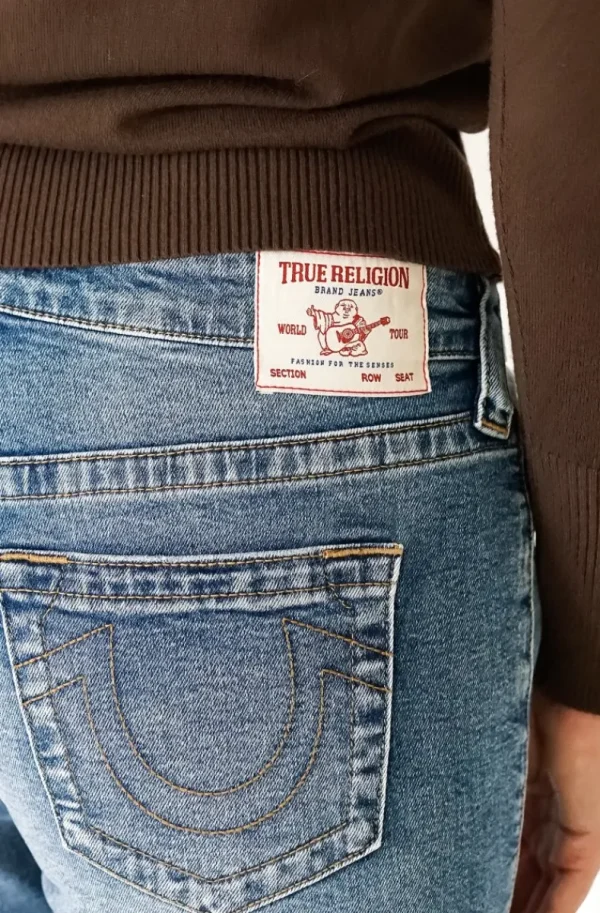 TRUE RELIGION
BRAND JEANS®
WORLD TOUR
FASHION FOR THE SENSES
SECTION ROW SEAT